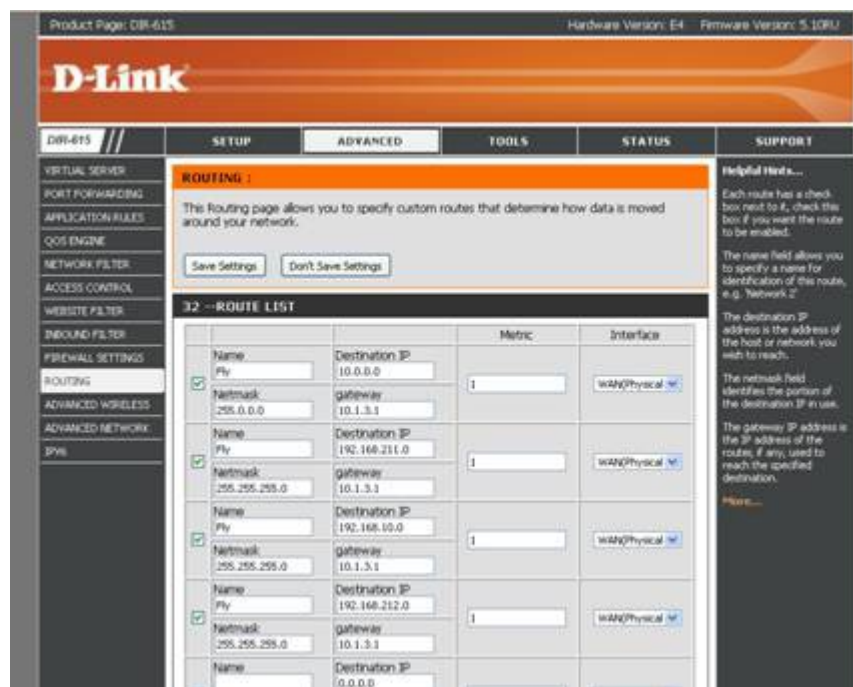 Product Page: DIR-615
Hardware Version: E4 Firmware Version: 5.10RU
D-Link
DIR-615
SETUP
ADVANCED
TOOLS
STATUS
SUPPORT
VIRTUAL SERVER
PORT FORWARDING
APPLICATION RULES
QOS ENGINE
NETWORK FILTER
ACCESS CONTROL
WEBSITE FILTER
INBOUND FILTER
FIREWALL SETTINGS
ROUTING
ADVANCED WIRELESS
ADVANCED NETWORK
IPV6
ROUTING :
This Routing page allows you to specify custom routes that determine how data is moved
around your network.
Save Settings Don't Save Settings
32 --ROUTE LIST
Metric Interface
Name Destination IP
Fly 10.0.0.0
1 WAN(Physical
Netmask gateway
255.0.0.0 10.1.3.1
Name Destination IP
Fly 192.168.211.0
1 WAN(Physical
Netmask gateway
255.255.255.0 10.1.3.1
Name Destination IP
Fly 192.168.10.0
1 WAN(Physical
Netmask gateway
255.255.255.0 10.1.3.1
Name Destination IP
Fly 192.168.212.0
1 WAN(Physical
Netmask gateway
255.255.255.0 10.1.3.1
Name Destination IP
0.0.0.0
Helpful Hints...
Each route has a check
box next to it, check this
box if you want the route
to be enabled.
The name field allows you
to specify a name for
identification of this route,
e.g. 'Network 2'
The destination IP
address is the address of
the host or network you
wish to reach.
The netmask field
identifies the portion of
the destination IP in use.
The gateway IP address is
the IP address of the
router, if any, used to
reach the specified
destination.
More...